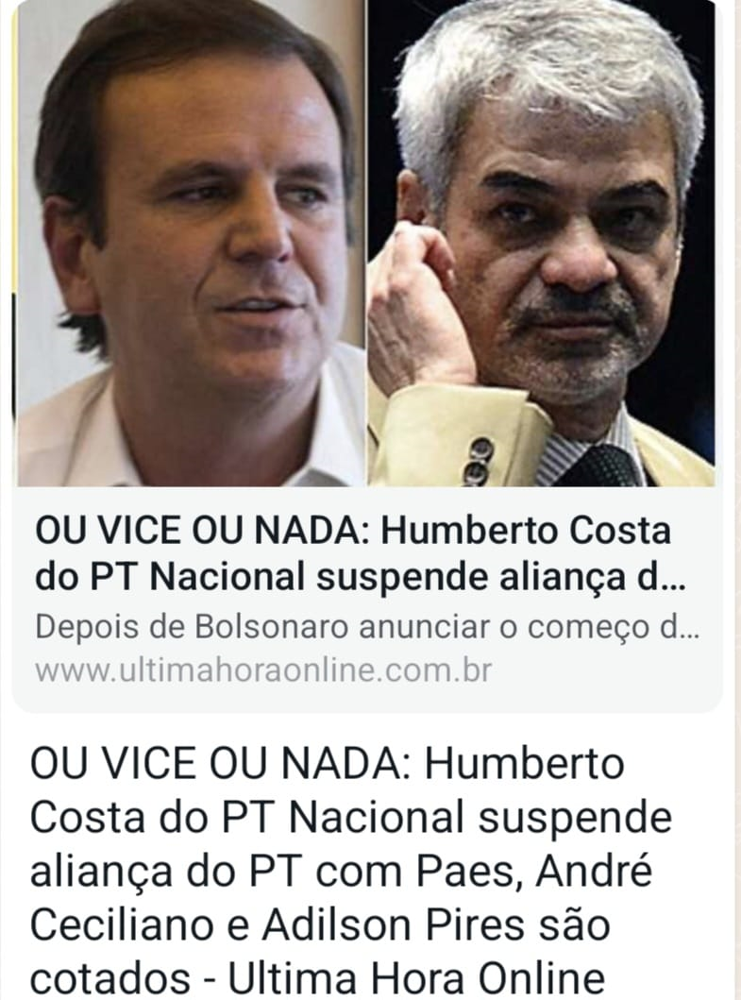 OU VICE OU NADA: Humberto Costa
do PT Nacional suspende aliança d...
Depois de Bolsonaro anunciar o começo d...
www.ultimahoraonline.com.br
OU VICE OU NADA: Humberto
Costa do PT Nacional suspende
aliança do PT com Paes, André
Ceciliano e Adilson Pires são
cotados - Ultima Hora Online